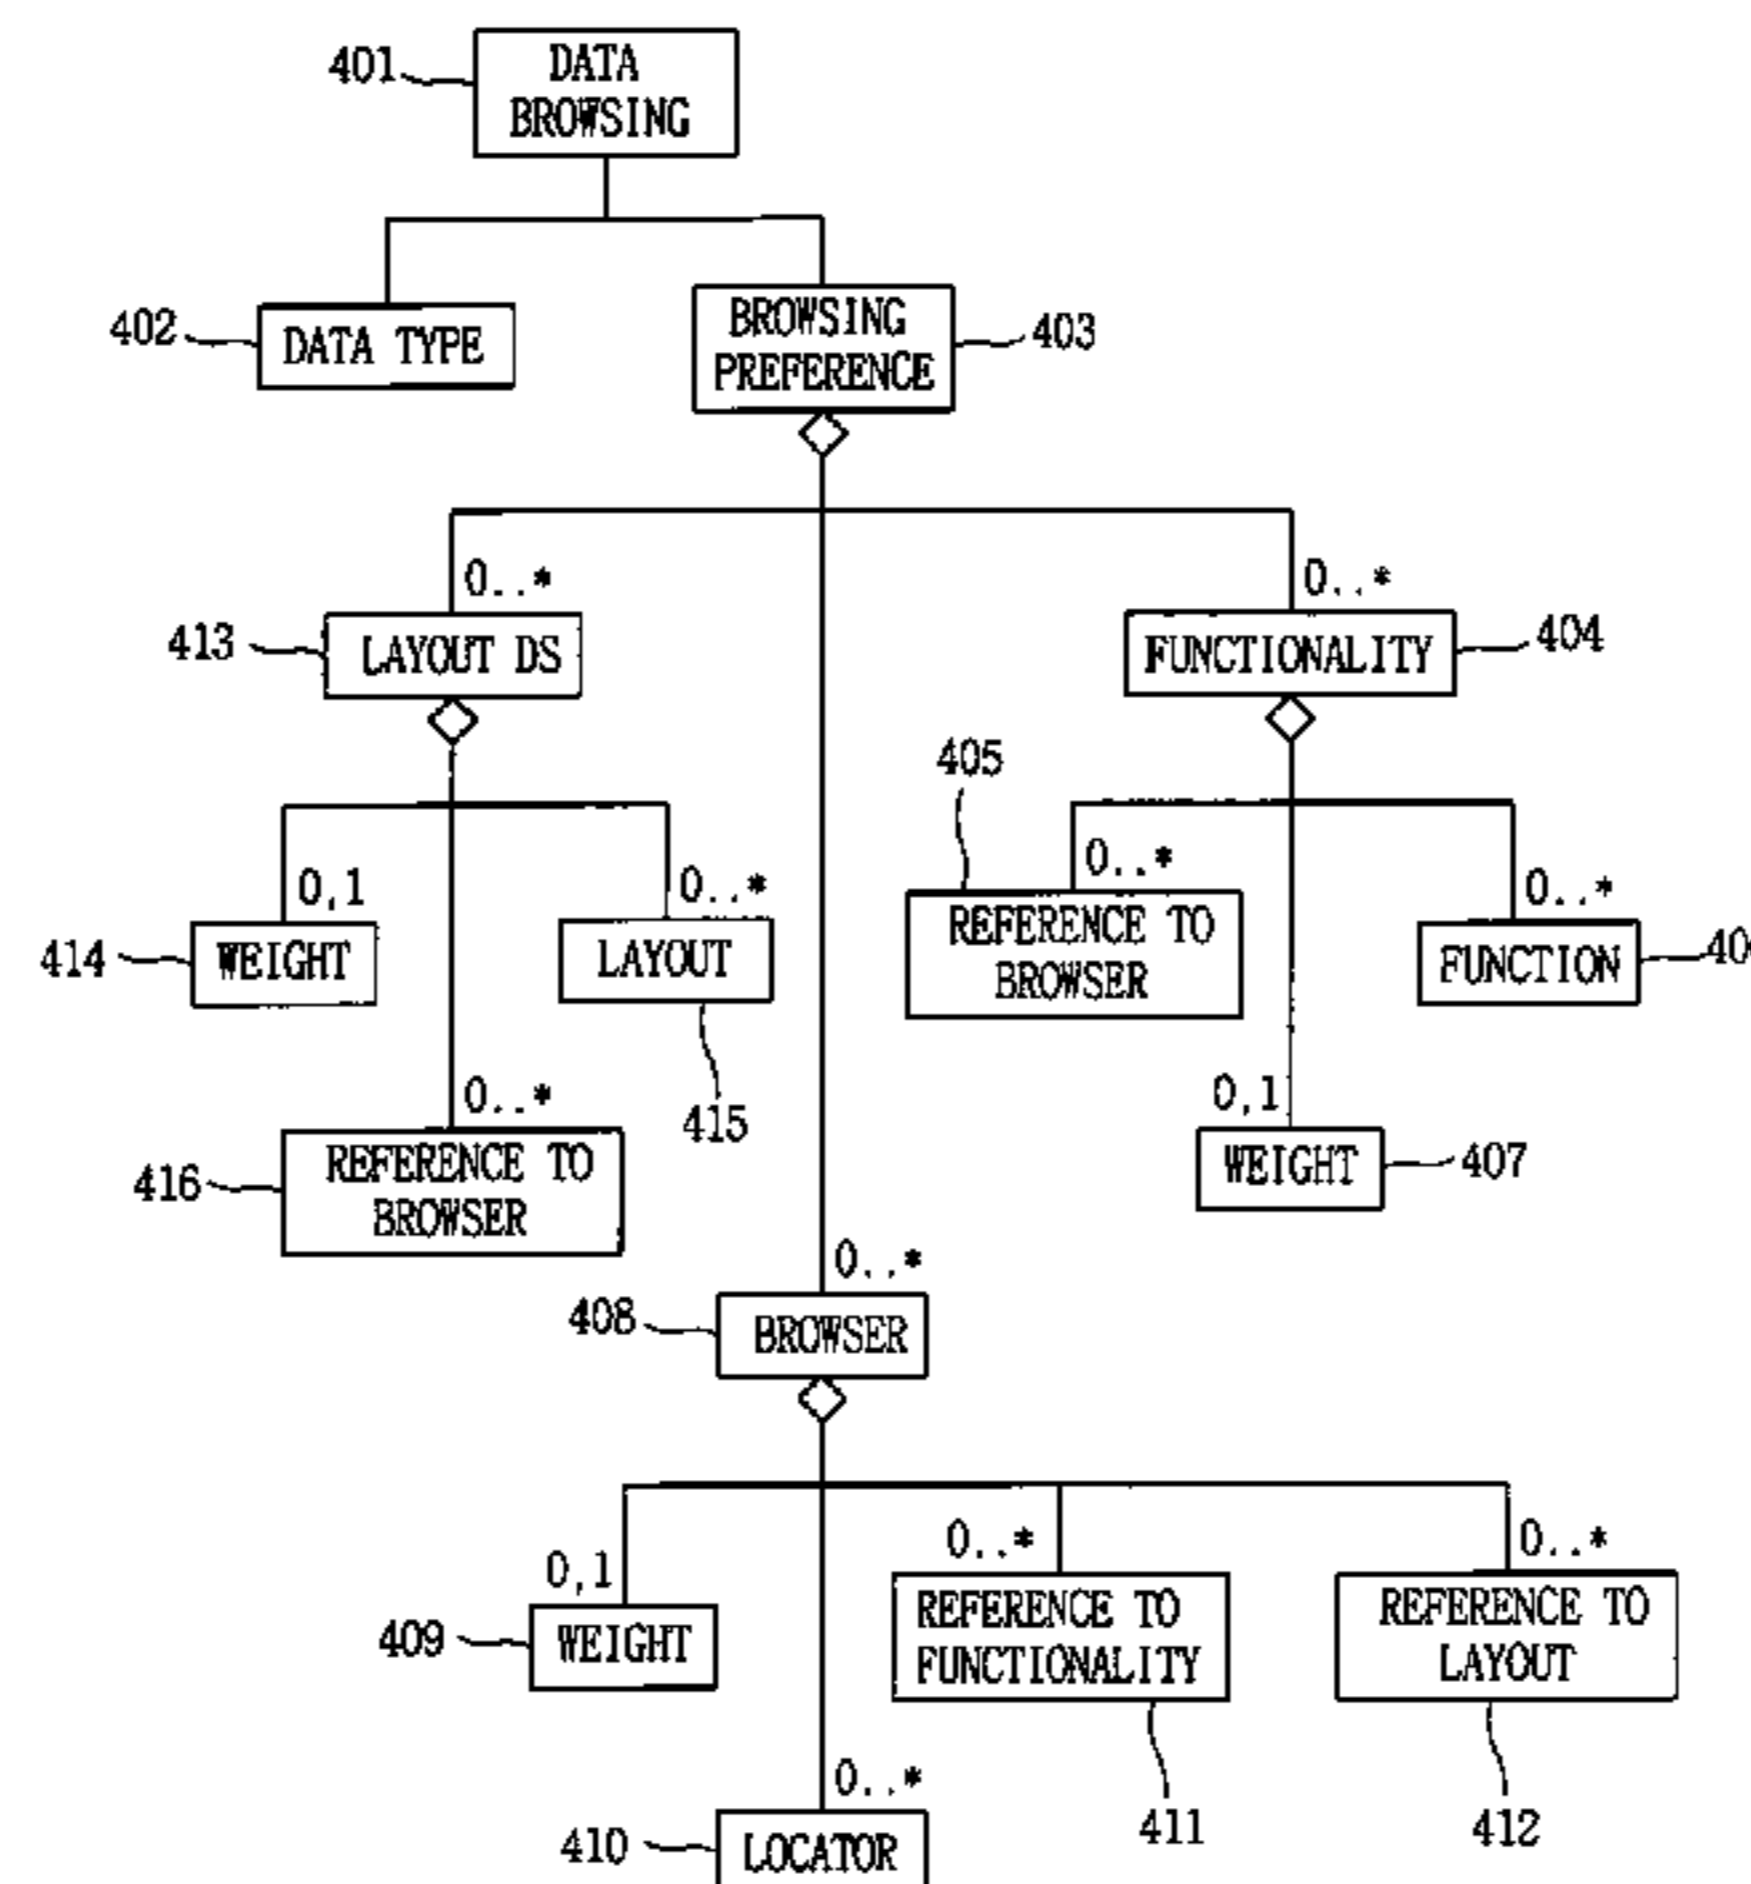 401
DATA
BROWSING
402
DATA TYPE
BROWSING
PREFERENCE
403
0..*
0..*
413
LAYOUT DS
FUNCTIONALITY
404
405
0,1
0..*
0..*
0..*
414
WEIGHT
LAYOUT
REFERENCE TO
BROWSER
FUNCTION
415
0..*
0,1
416
REFERENCE TO
BROWSER
WEIGHT
407
0..*
408
BROWSER
0,1
0..*
0..*
409
WEIGHT
REFERENCE TO
FUNCTIONALITY
REFERENCE TO
LAYOUT
0..*
410
LOCATOR
411
412